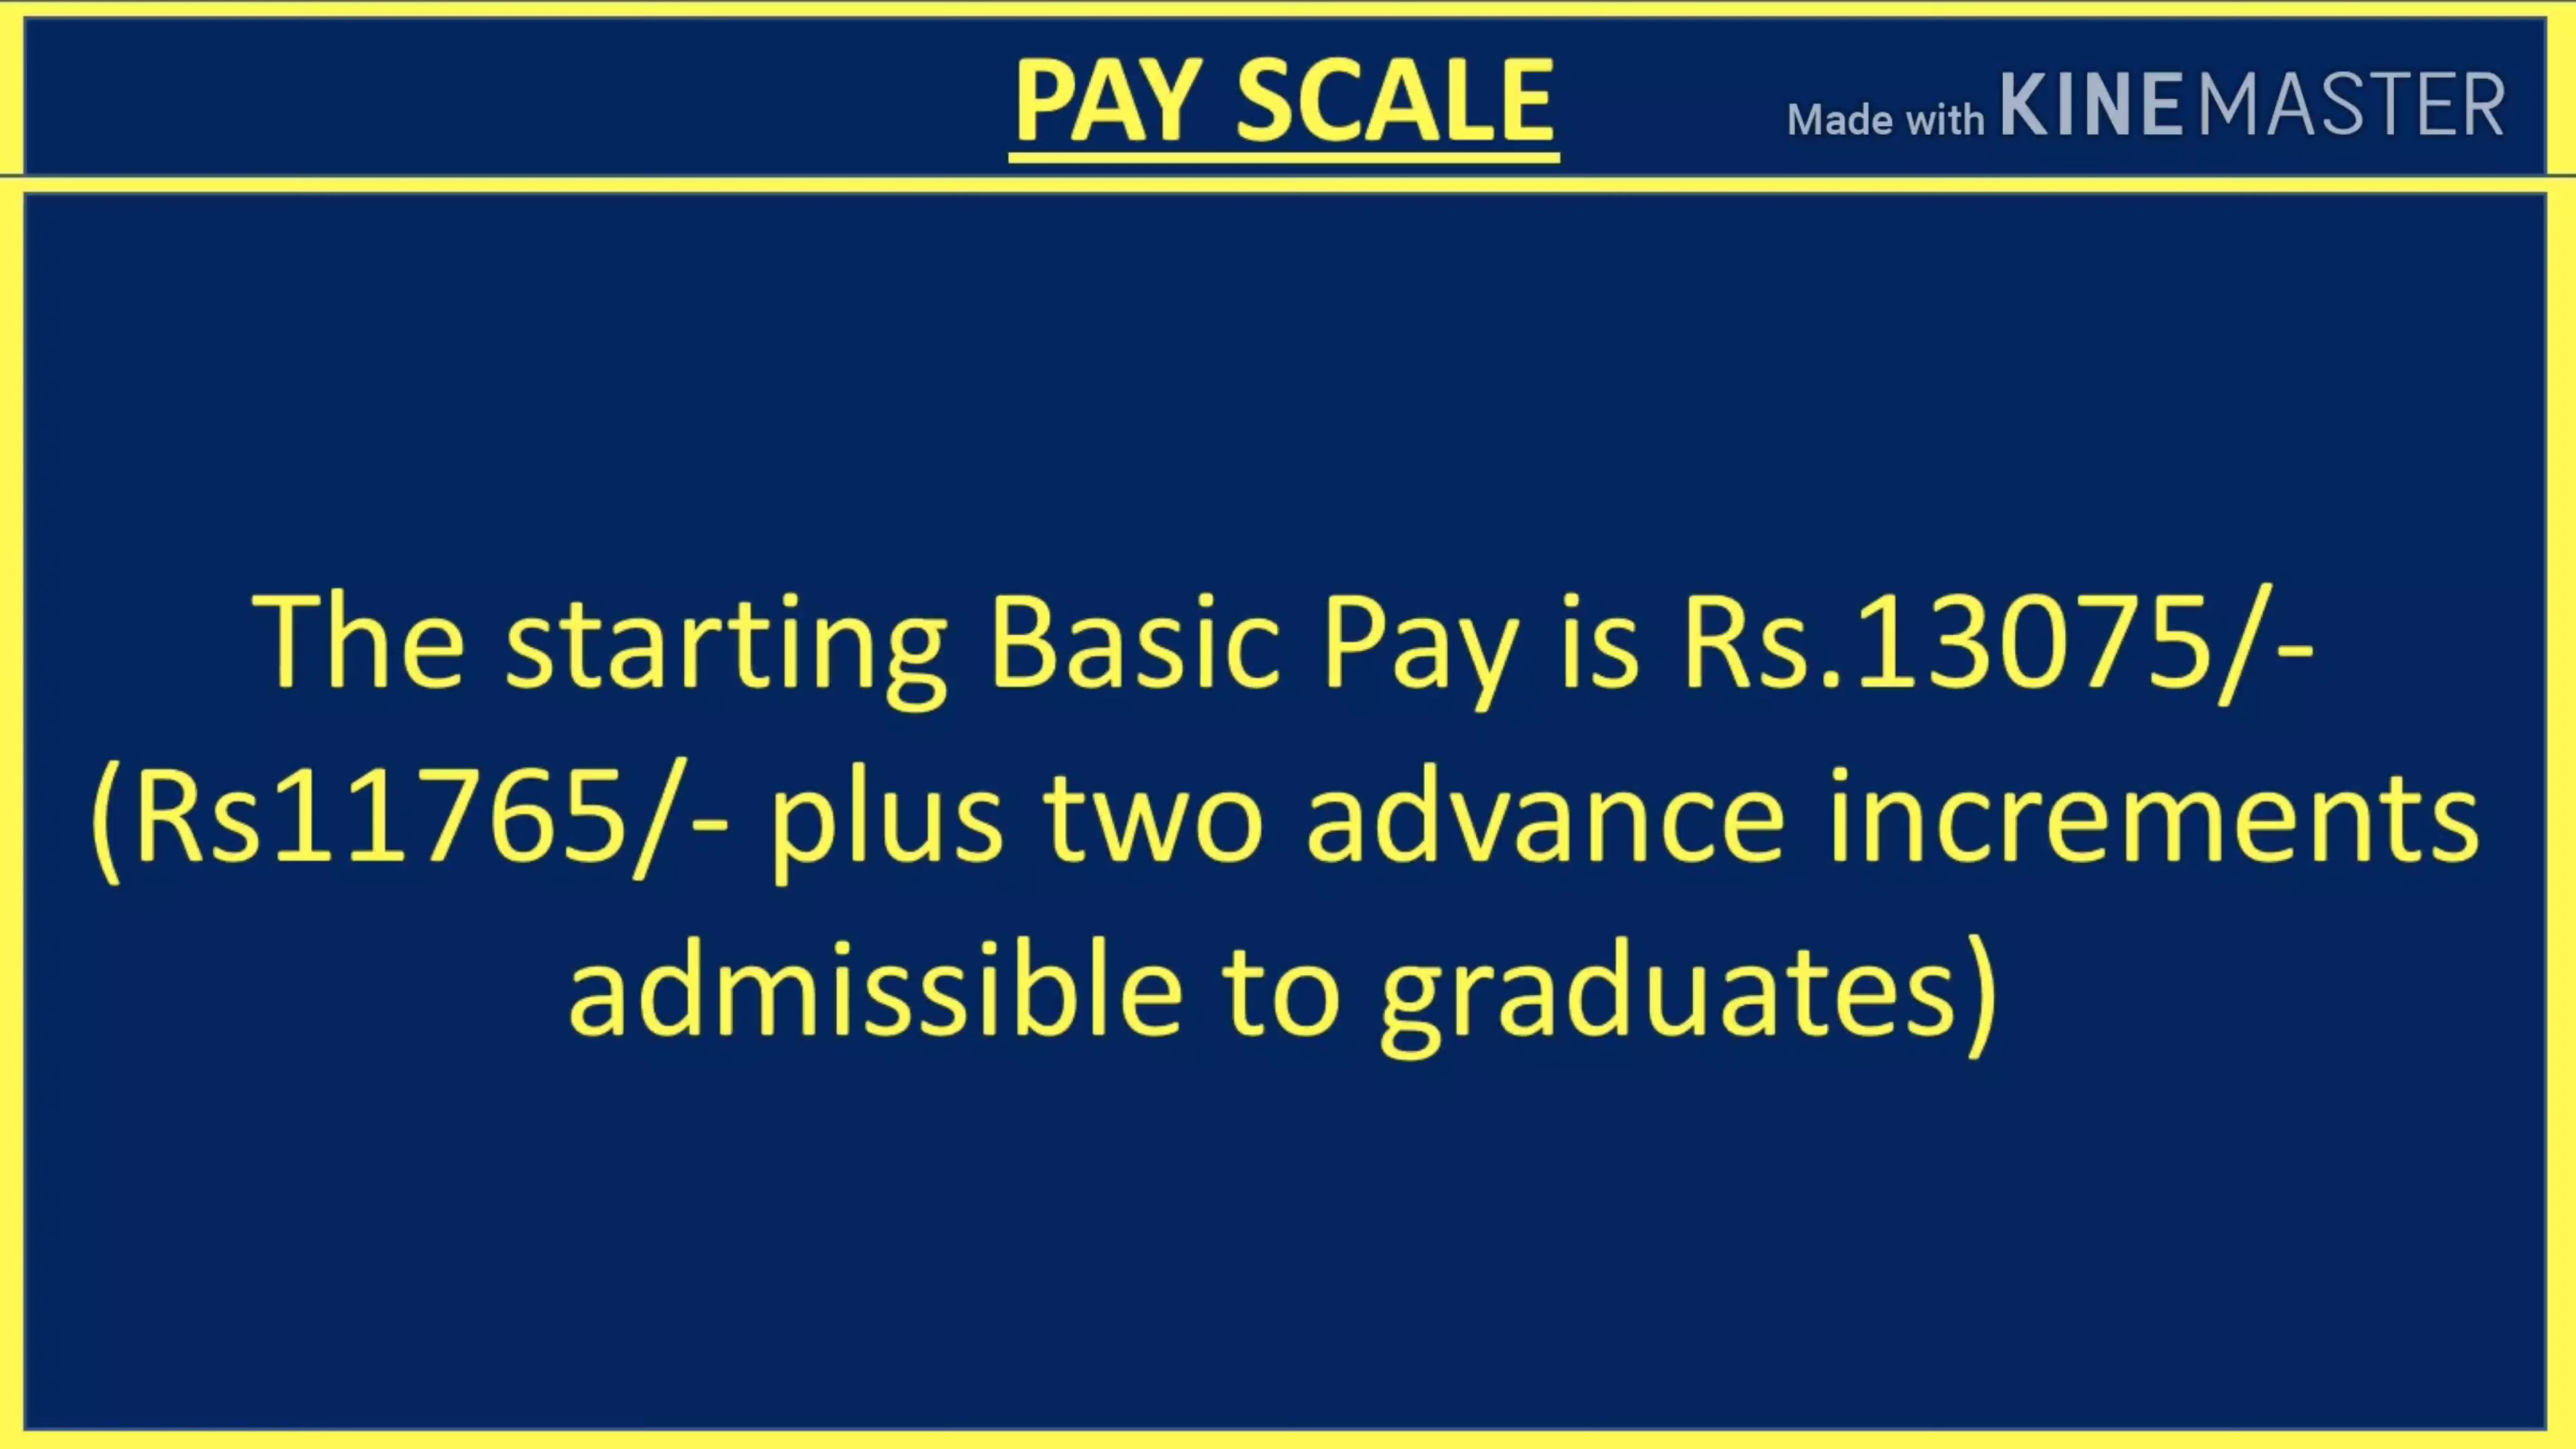 PAY SCALE
Made with KINEMASTER
The starting Basic Pay is Rs.13075/-
(Rs11765/- plus two advance increments
admissible to graduates)